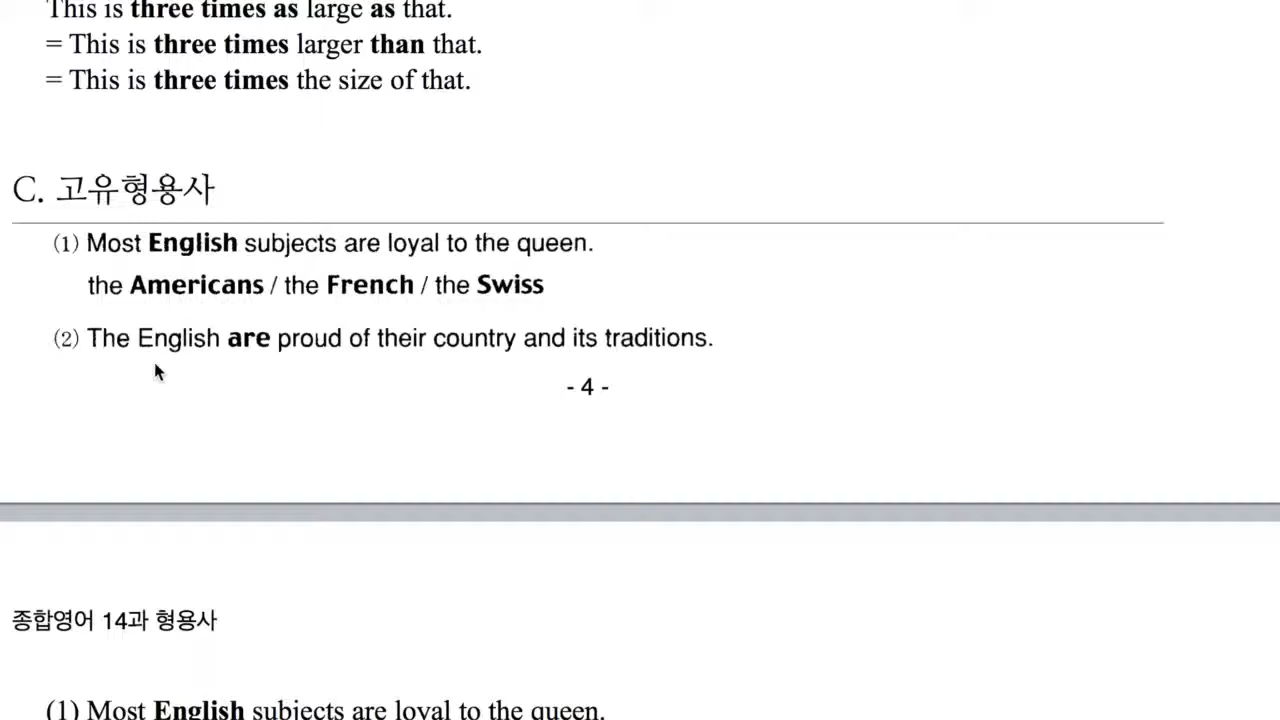 This is three times as large as that.
= This is three times larger than that.
= This is three times the size of that.
C. 고유형용사
(1) Most English subjects are loyal to the queen.
the Americans / the French / the Swiss
(2) The English are proud of their country and its traditions.
- 4 -
종합영어 14과 형용사
(1) Most English subjects are loyal to the queen.